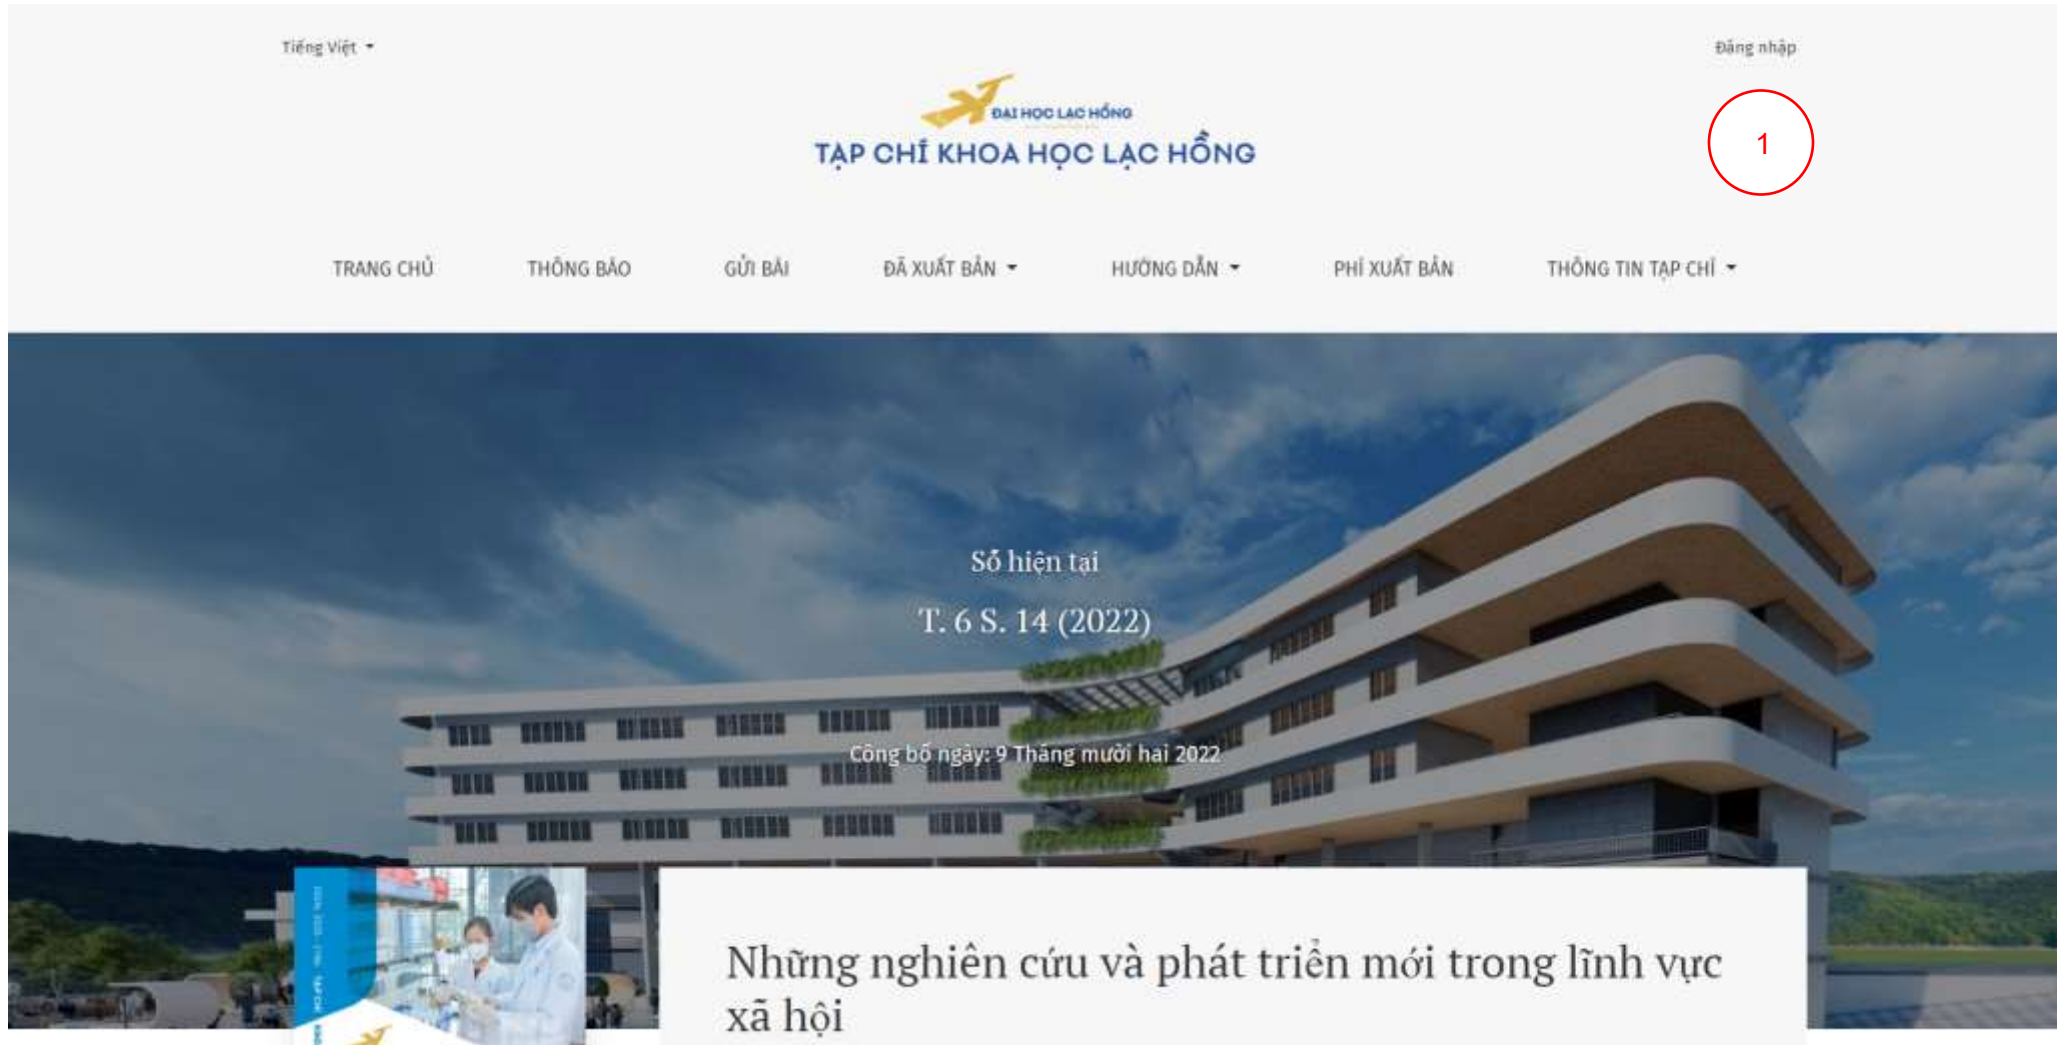 Tiếng Việt
Đăng nhập
ĐẠI HỌC LẠC HỒNG
TẠP CHÍ KHOA HỌC LẠC HỒNG
1
TRANG CHỦ THÔNG BÁO GỬI BÀI ĐÃ XUẤT BẢN HƯỚNG DẪN PHÍ XUẤT BẢN THÔNG TIN TẠP CHÍ
Số hiện tại
T. 6 S. 14 (2022)
Công bố ngày: 9 Tháng mười hai 2022
Những nghiên cứu và phát triển mới trong lĩnh vực
xã hội